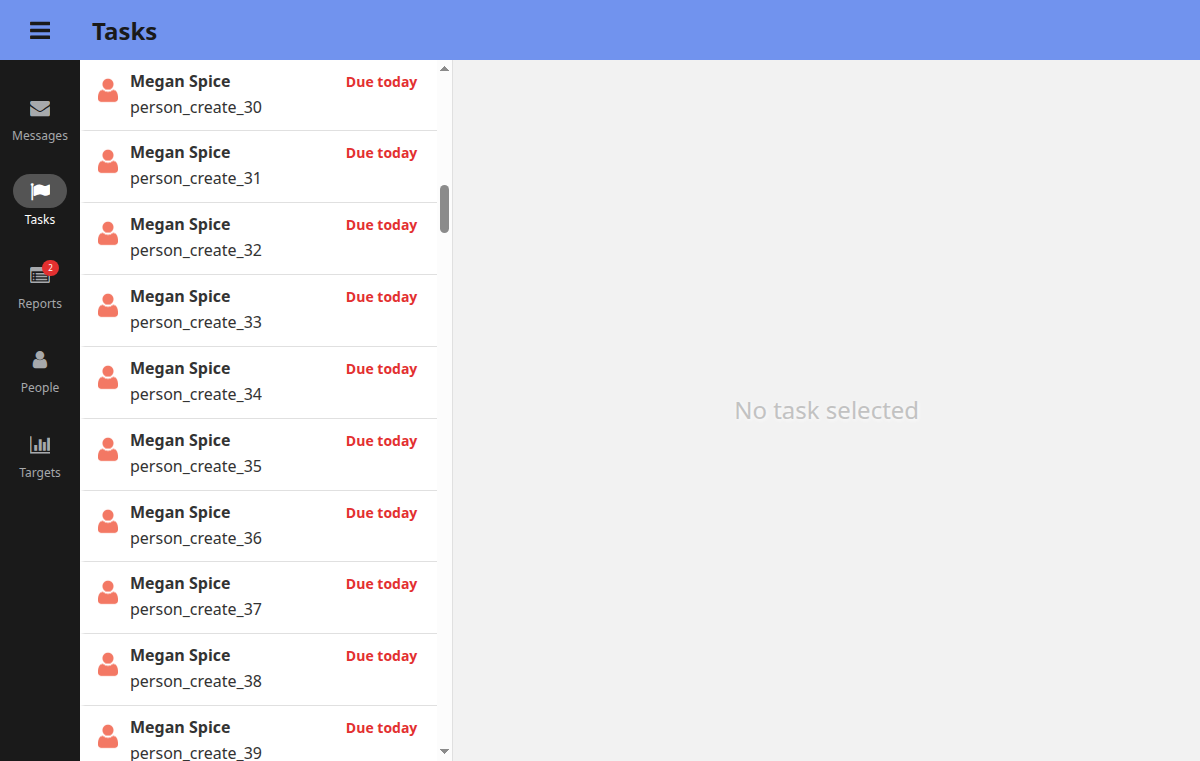 Tasks
Messages
Tasks
2
Reports
People
Targets
Megan Spice Due today
person_create_30
Megan Spice Due today
person_create_31
Megan Spice Due today
person_create_32
Megan Spice Due today
person_create_33
Megan Spice Due today
person_create_34
Megan Spice Due today
person_create_35
Megan Spice Due today
person_create_36
Megan Spice Due today
person_create_37
Megan Spice Due today
person_create_38
Megan Spice Due today
person_create_39
No task selected